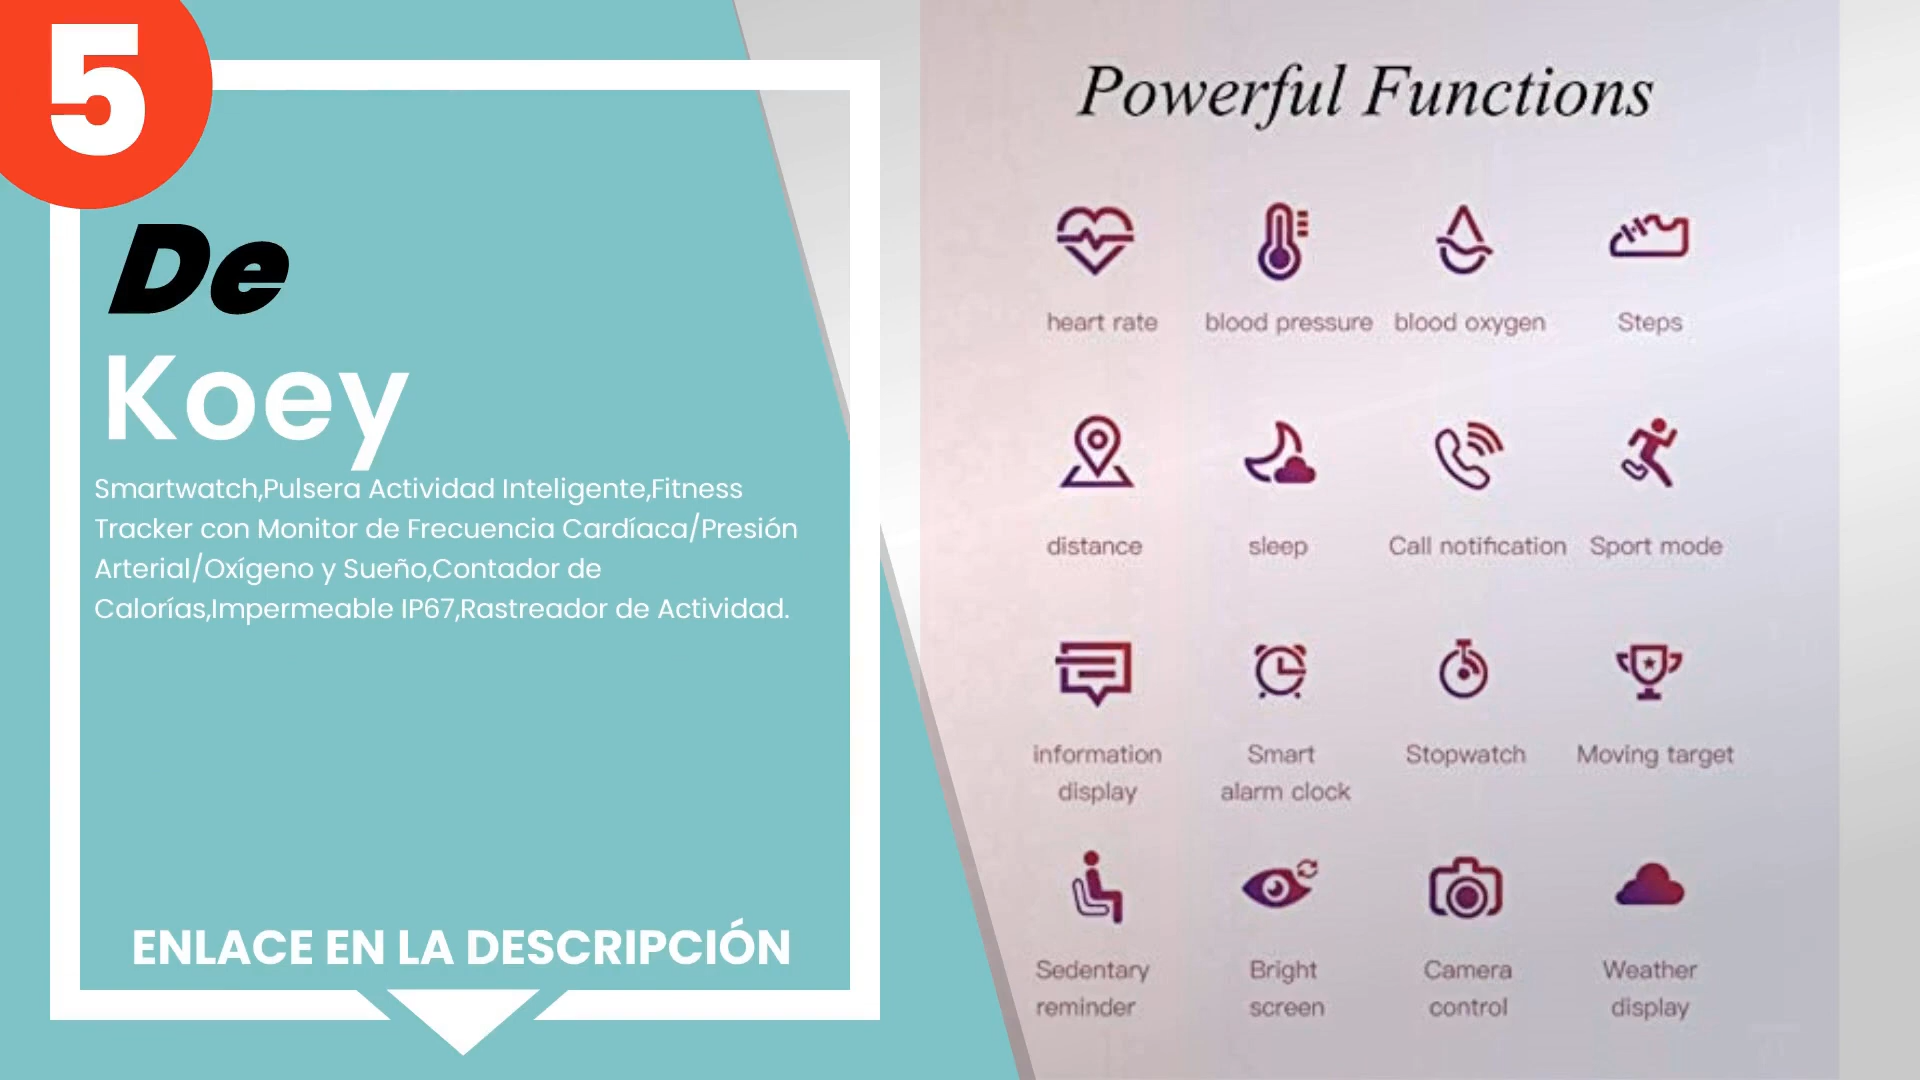 5
De
Koey
Smartwatch,Pulsera Actividad Inteligente,Fitness
Tracker con Monitor de Frecuencia Cardíaca/Presión
Arterial/Oxígeno y Sueño,Contador de
Calorías,Impermeable IP67,Rastreador de Actividad.
ENLACE EN LA DESCRIPCIÓN
Powerful Functions
heart rate blood pressure blood oxygen Steps
distance sleep Call notification Sport mode
information Smart Stopwatch Moving target
display alarm clock
Sedentary Bright Camera Weather
reminder screen control display